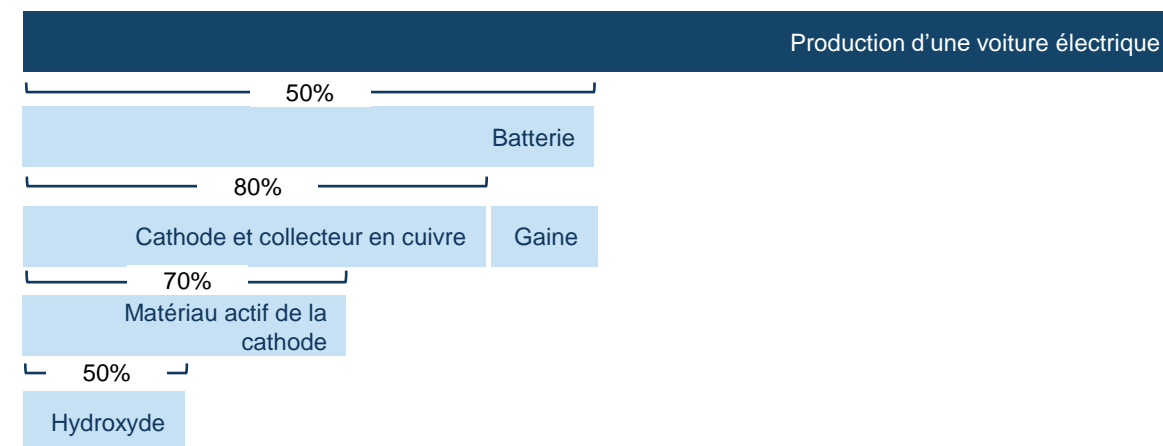 Production d’une voiture électrique
50%
Batterie
80%
Cathode et collecteur en cuivre
Gaine
70%
Matériau actif de la
cathode
50%
Hydroxyde